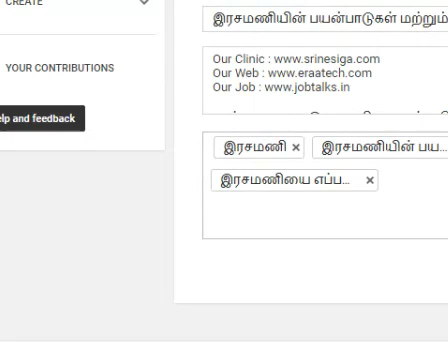 CREATE
இரசமணியின் பயன்பாடுகள் மற்றும்
Our Clinic : www.srinesiga.com
Our Web : www.eraatech.com
Our Job : www.jobtalks.in
YOUR CONTRIBUTIONS
elp and feedback
இரசமணி × இரசமணியின் பய...
இரசமணியை எப்ப... ×